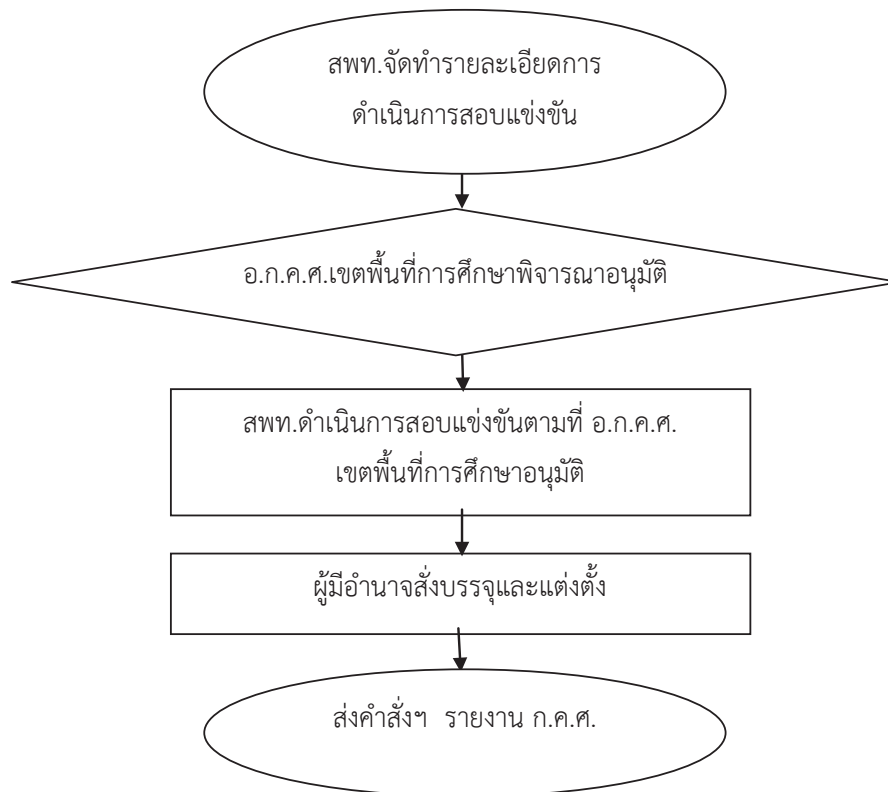 สพท.จัดทำรายละเอียดการ
ดำเนินการสอบแข่งขัน
อ.ก.ค.ศ.เขตพื้นที่การศึกษาพิจารณาอนุมัติ
สพท.ดำเนินการสอบแข่งขันตามที่ อ.ก.ค.ศ.
เขตพื้นที่การศึกษาอนุมัติ
ผู้มีอำนาจสั่งบรรจุและแต่งตั้ง
ส่งคำสั่งฯ รายงาน ก.ค.ศ.